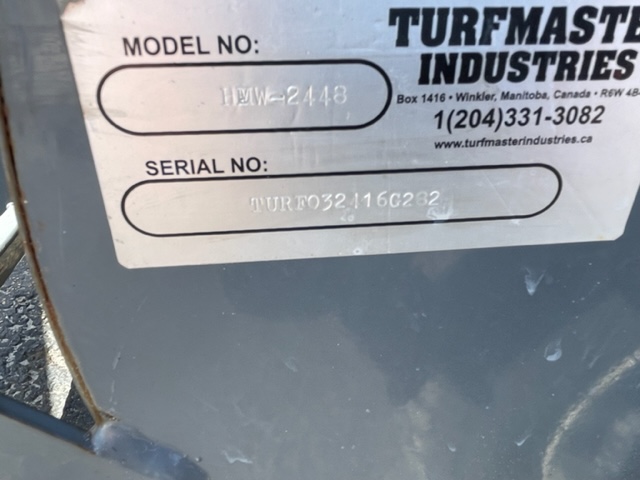 TURFMASTE
INDUSTRIES
Box 1416 • Winkler, Manitoba, Canada • R6W 4B
1(204)331-3082
www.turfmasterindustries.ca
MODEL NO:
HMW-2448
SERIAL NO: